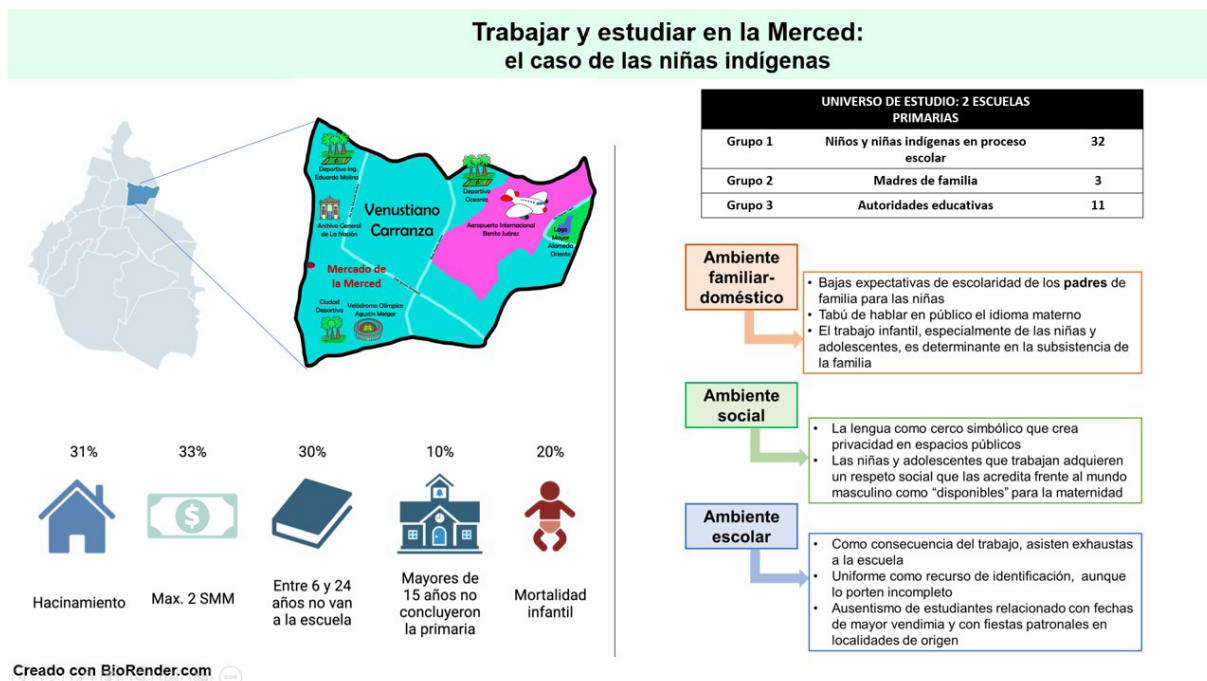 Trabajar y estudiar en la Merced:
el caso de las niñas indígenas
Deportivo Ing.
Eduardo Molina
Archivo General
de La Nación
Venustiano
Carranza
Deportivo
Oceanía
Aeropuerto Internacional
Benito Juárez
Lago
Mayor
Alameda
Oriente
Mercado de
la Merced
Ciudad
Deportiva
Velódromo Olímpico
Agustín Melgar
31%
33%
30%
10%
20%
Hacinamiento
Max. 2 SMM
Entre 6 y 24
años no van
a la escuela
Mayores de
15 años no
concluyeron
la primaria
Mortalidad
infantil
Creado con BioRender.com
UNIVERSO DE ESTUDIO: 2 ESCUELAS
PRIMARIAS
Grupo 1 Niños y niñas indígenas en proceso escolar 32
Grupo 2 Madres de familia 3
Grupo 3 Autoridades educativas 11
Ambiente
familiar-
doméstico
• Bajas expectativas de escolaridad de los padres de
familia para las niñas
• Tabú de hablar en público el idioma materno
• El trabajo infantil, especialmente de las niñas y
adolescentes, es determinante en la subsistencia de
la familia
Ambiente
social
• La lengua como cerco simbólico que crea
privacidad en espacios públicos
• Las niñas y adolescentes que trabajan adquieren
un respeto social que las acredita frente al mundo
masculino como “disponibles” para la maternidad
Ambiente
escolar
• Como consecuencia del trabajo, asisten exhaustas
a la escuela
• Uniforme como recurso de identificación, aunque
lo porten incompleto
• Ausentismo de estudiantes relacionado con fechas
de mayor vendimia y con fiestas patronales en
localidades de origen